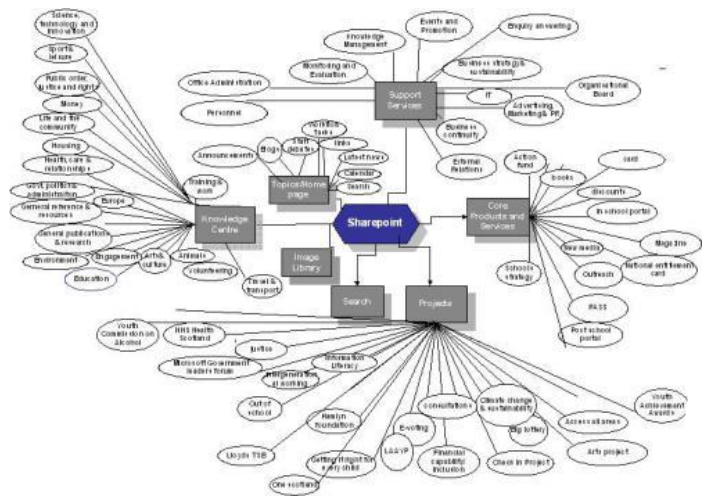 Science,
technology and
innovation
Sport &
leisure
Public order,
justice and rights
Money
Life and the
community
Housing
Health, care &
relationships
Govt, politics &
administration
Europe
General reference &
resources
General publications
& research
Environment
Engagement
Education
Arts &
culture
Animals
Volunteering
Travel &
transport
Training &
work
Knowledge
Centre
Announcements
Blogs
Staff
debates
Workflow
Tasks
links
Latest news
Calendar
Search
Topics/Home
page
Image
Library
Sharepoint
Search
Projects
Office Administration
Personnel
Monitoring and
Evaluation
Knowledge
Management
Events and
Promotion
Enquiry answering
Business strategy &
sustainability
IT
Organisational
Board
Advertising,
Marketing & PR
Business
continuity
External
Relations
Support
Services
Core
Products and
Services
Action
fund
books
card
discounts
In school portal
Magazine
New media
National entitlement
card
Outreach
Schools
strategy
PASS
Post school
portal
Youth
Commission on
Alcohol
NHS Health
Scotland
Justice
Microsoft Government
leaders forum
Intergeneration
al working
Information
Literacy
Out of
school
Hamlyn
foundation
Lloyds TSB
Getting it right for
every child
One scotland
LAAYP
E-voting
consultations
Financial
capability/
inclusion
Climate change
& sustainability
Big lottery
Check in Project
Arts project
Access all areas
Youth
Achievement
Awards